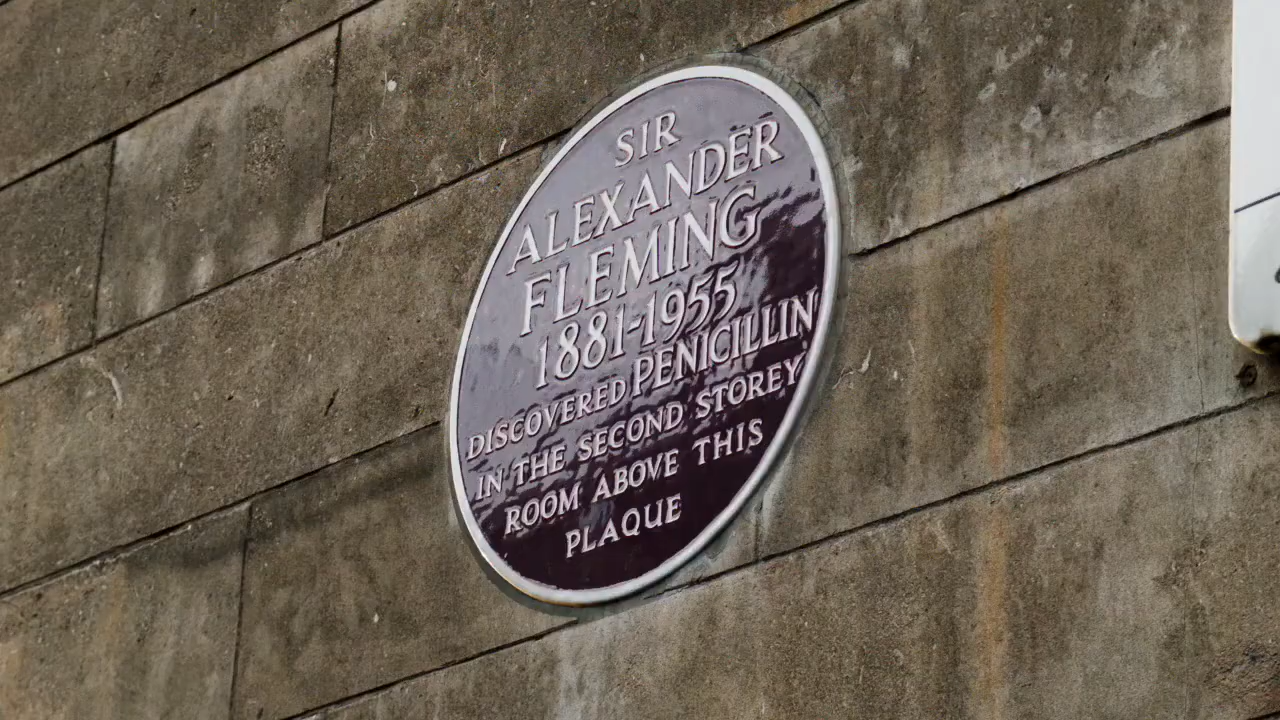 SIR
ALEXANDER
FLEMING
1881-1955
DISCOVERED PENICILLIN
IN THE SECOND STOREY
ROOM ABOVE THIS
PLAQUE